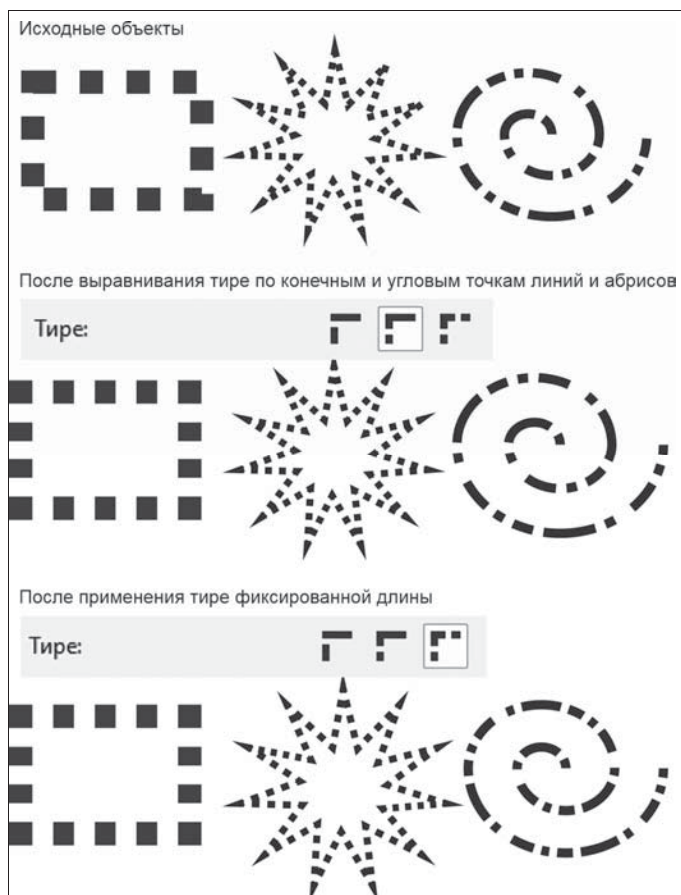 Исходные объекты
После выравнивания тире по конечным и угловым точкам линий и абрисов
Тире:
После применения тире фиксированной длины
Тире: